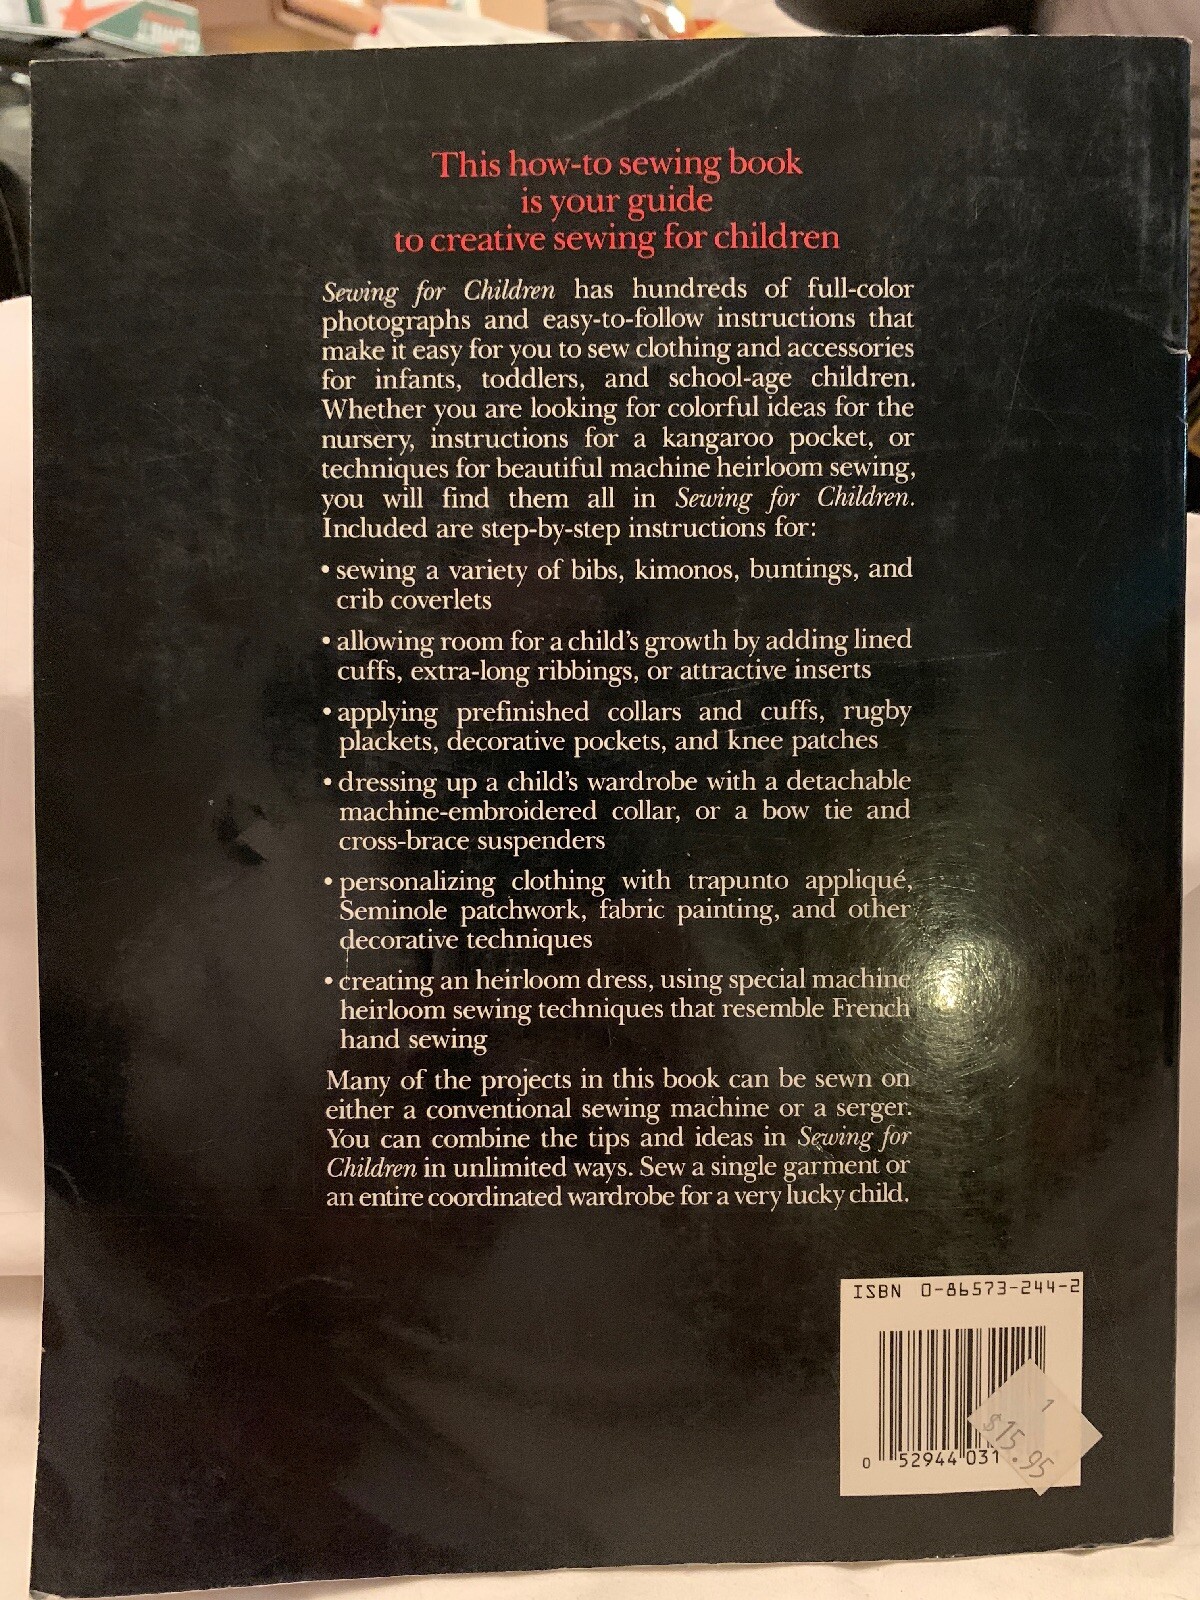 This how-to sewing book
is your guide
to creative sewing for children
Sewing for Children has hundreds of full-color
photographs and easy-to-follow instructions that
make it easy for you to sew clothing and accessories
for infants, toddlers, and school-age children.
Whether you are looking for colorful ideas for the
nursery, instructions for a kangaroo pocket, or
techniques for beautiful machine heirloom sewing,
you will find them all in Sewing for Children.
Included are step-by-step instructions for:
• sewing a variety of bibs, kimonos, buntings, and
crib coverlets
• allowing room for a child's growth by adding lined
cuffs, extra-long ribbings, or attractive inserts
• applying prefinished collars and cuffs, rugby
plackets, decorative pockets, and knee patches
• dressing up a child's wardrobe with a detachable
machine-embroidered collar, or a bow tie and
cross-brace suspenders
• personalizing clothing with trapunto appliqué,
Seminole patchwork, fabric painting, and other
decorative techniques
• creating an heirloom dress, using special machine
heirloom sewing techniques that resemble French
hand sewing
Many of the projects in this book can be sewn on
either a conventional sewing machine or a serger.
You can combine the tips and ideas in Sewing for
Children in unlimited ways. Sew a single garment or
an entire coordinated wardrobe for a very lucky child.
ISBN 0-86573-244-2
1
$15.95
0 52944 031